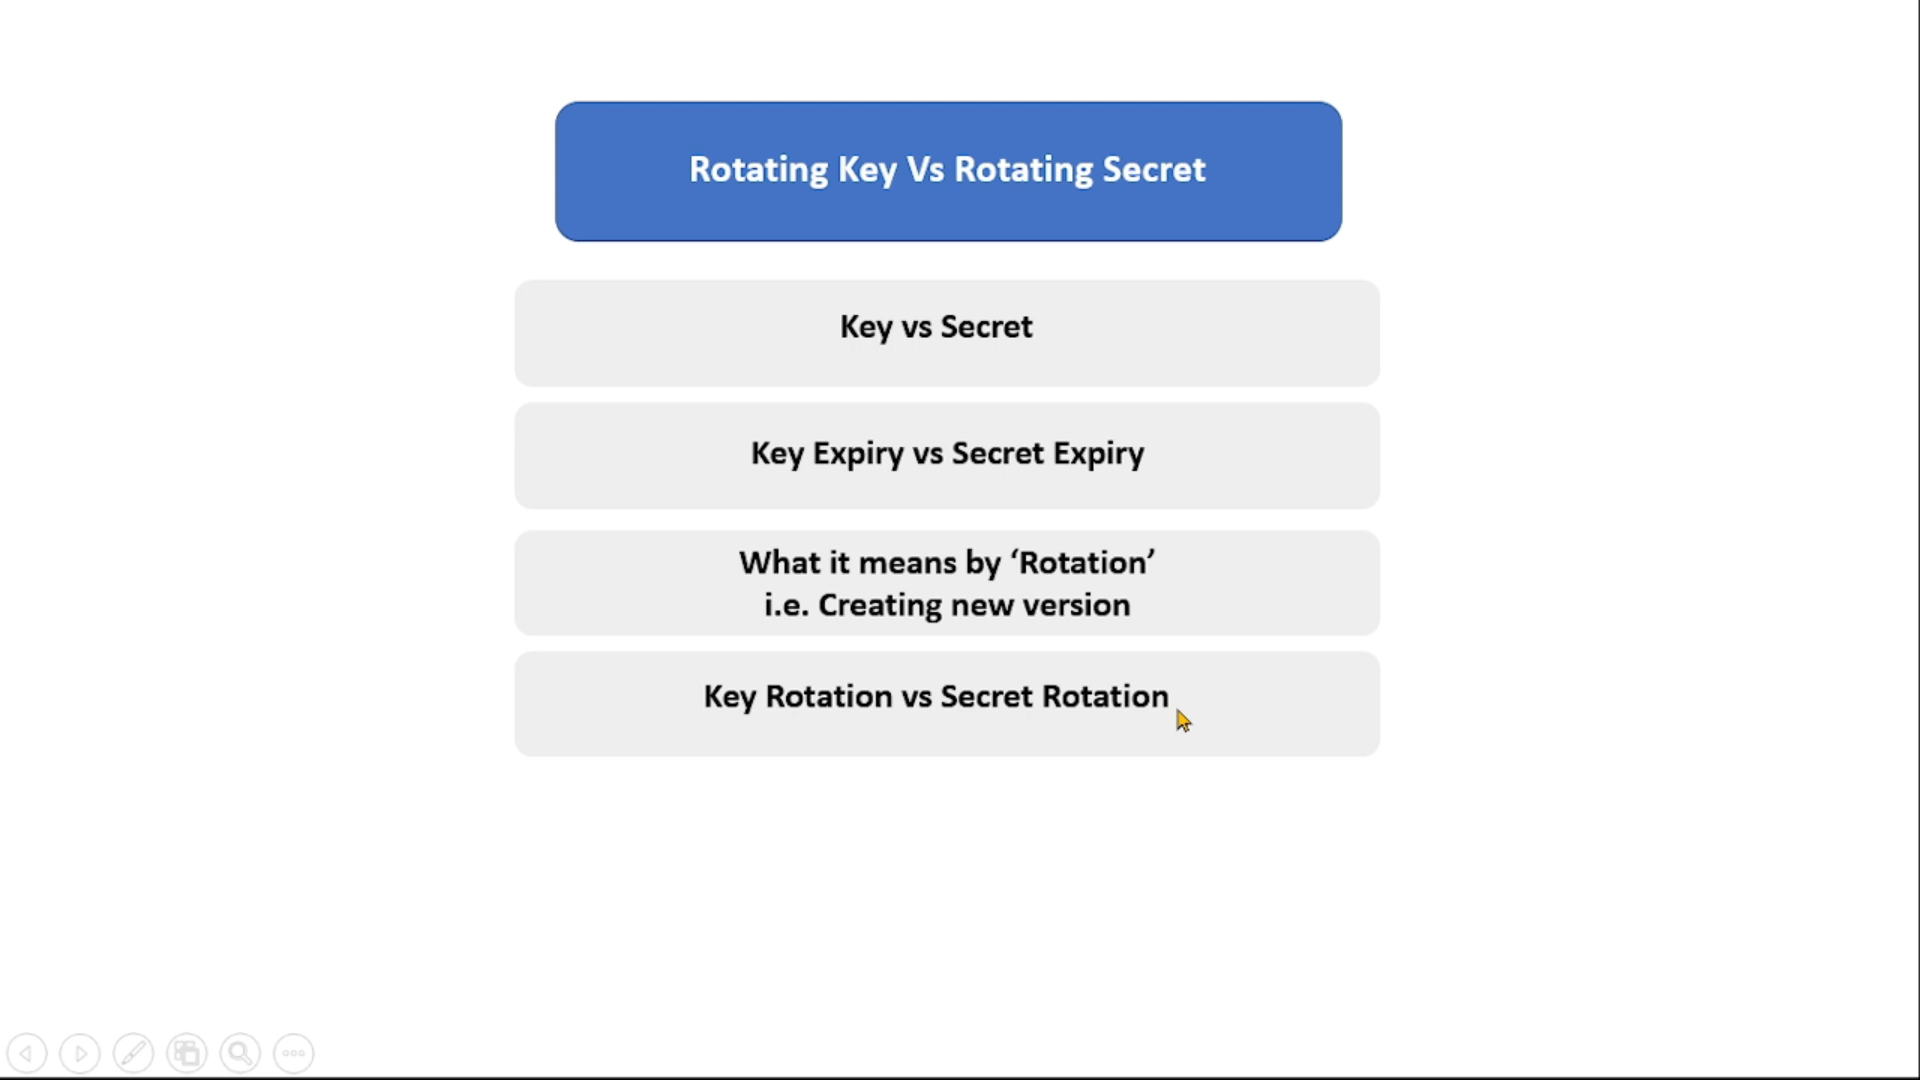 Rotating Key Vs Rotating Secret
Key vs Secret
Key Expiry vs Secret Expiry
What it means by ‘Rotation’
i.e. Creating new version
Key Rotation vs Secret Rotation